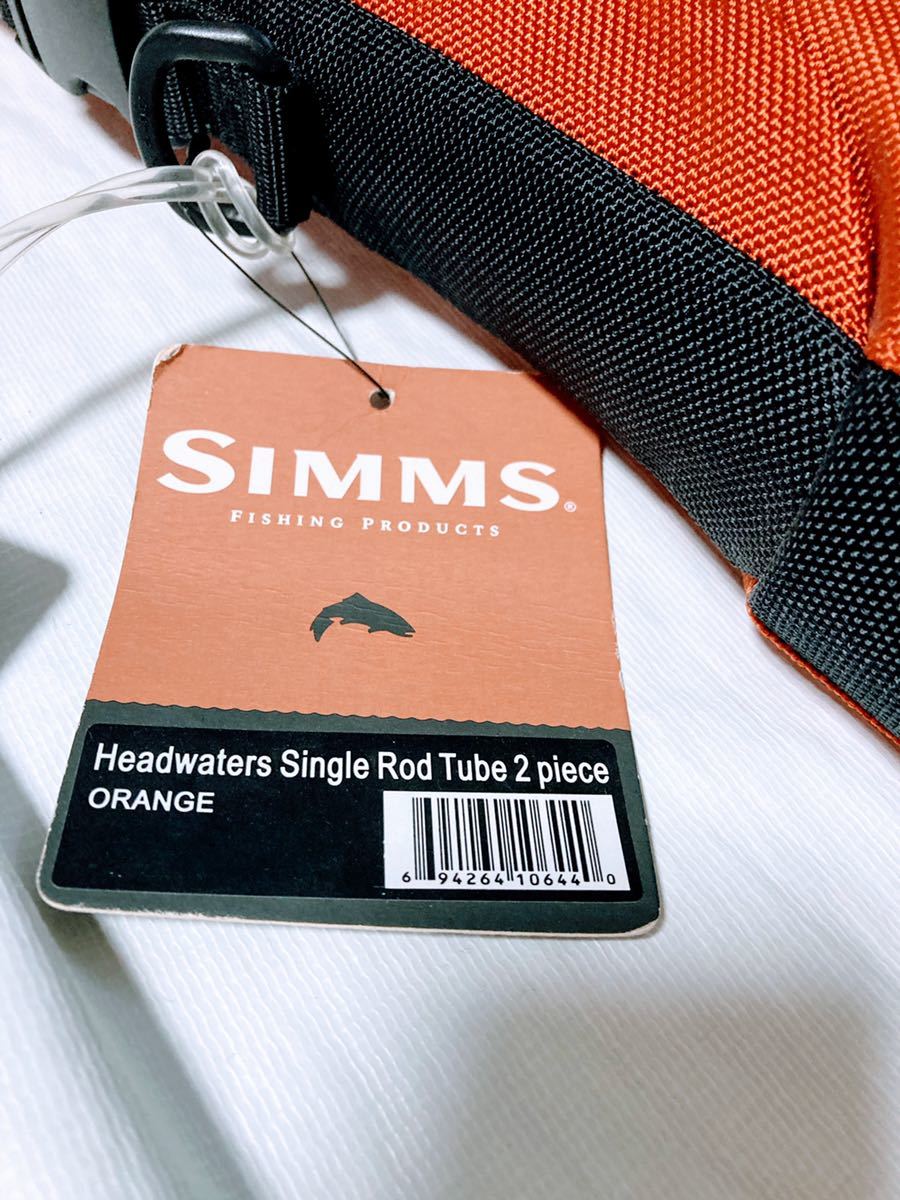 SIMMS®
FISHING PRODUCTS
Headwaters Single Rod Tube 2 piece
ORANGE
6 94264 10644 0